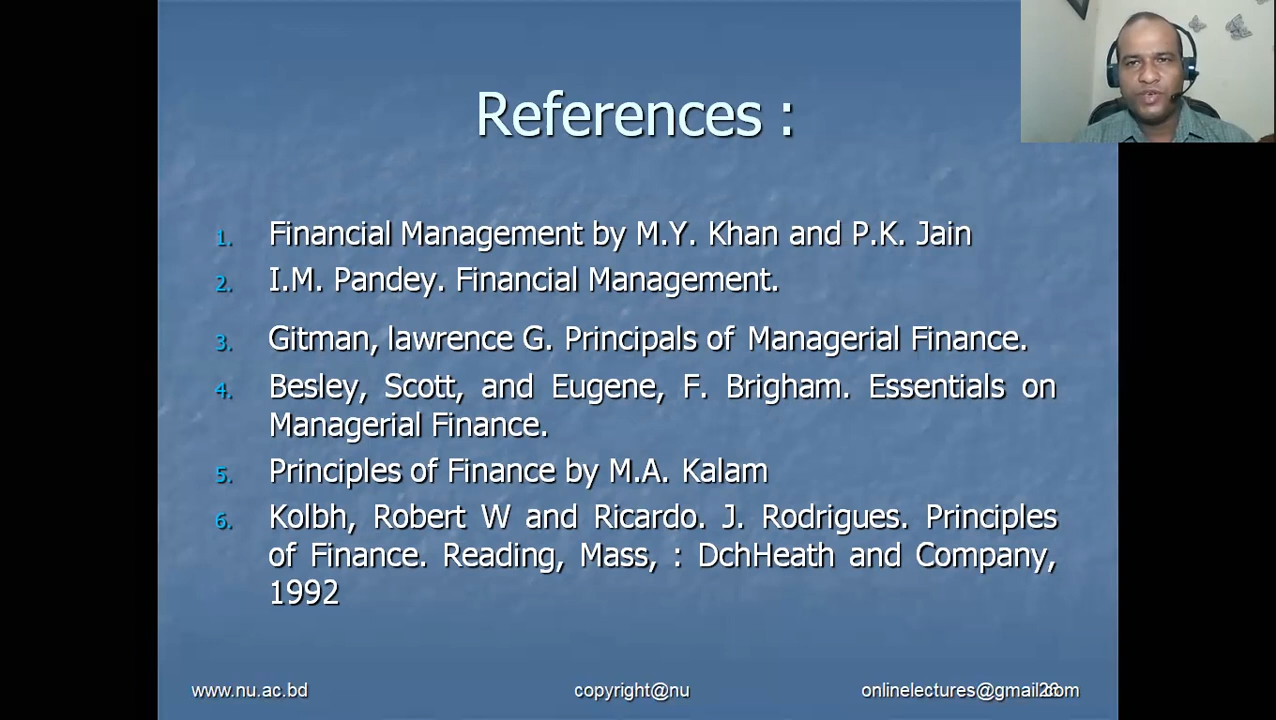 References :
1. Financial Management by M.Y. Khan and P.K. Jain
2. I.M. Pandey. Financial Management.
3. Gitman, lawrence G. Principals of Managerial Finance.
4. Besley, Scott, and Eugene, F. Brigham. Essentials on
Managerial Finance.
5. Principles of Finance by M.A. Kalam
6. Kolbh, Robert W and Ricardo. J. Rodrigues. Principles
of Finance. Reading, Mass, : DchHeath and Company,
1992
www.nu.ac.bd copyright@nu onlinelectures@gmail.com